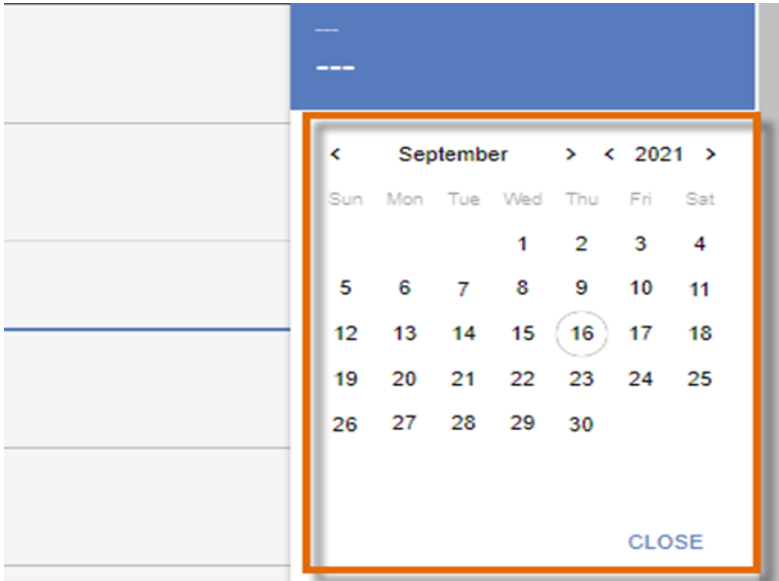 ---
---
< September > < 2021 >
Sun Mon Tue Wed Thu Fri Sat
1 2 3 4
5 6 7 8 9 10 11
12 13 14 15 16 17 18
19 20 21 22 23 24 25
26 27 28 29 30
CLOSE